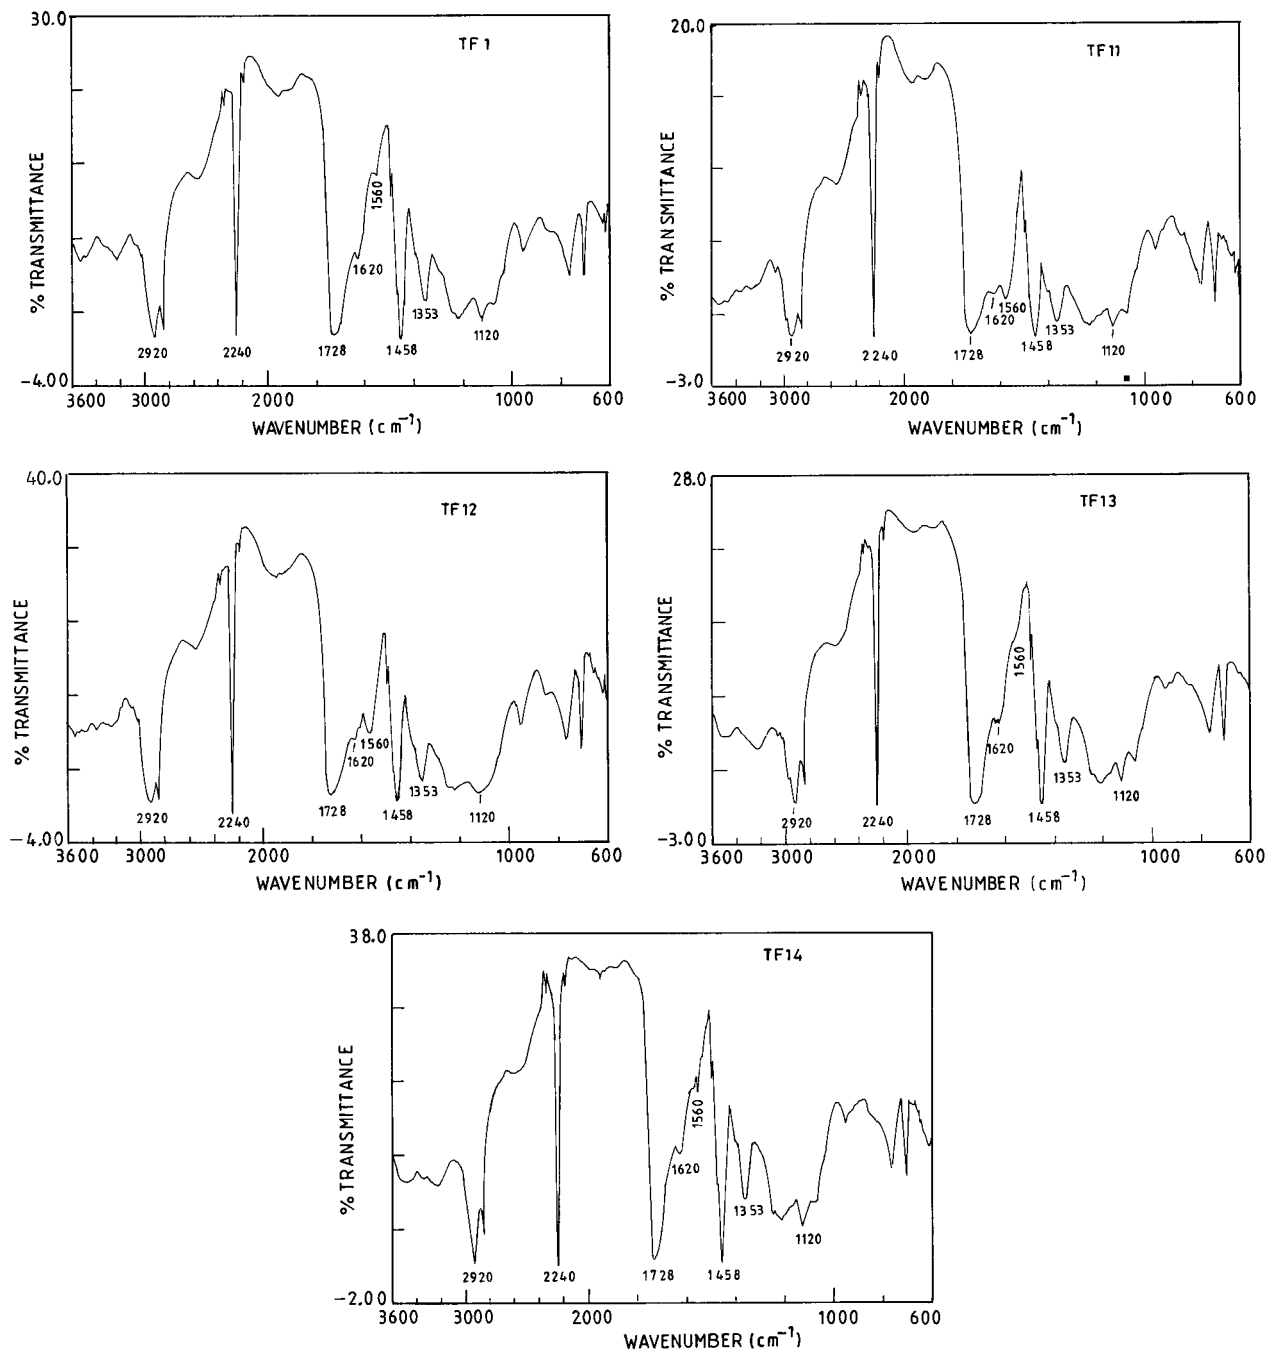 30.0
TF 1
% TRANSMITTANCE
1560
1620
1353
1120
2920
2240
1728
1458
-4.00
3600 3000 2000 1000 600
WAVENUMBER (cm⁻¹)
20.0
TF 11
% TRANSMITTANCE
1560
1620
1353
2920
2240
1728
1458
1120
-3.0
3600 3000 2000 1000 600
WAVENUMBER (cm⁻¹)
40.0
TF 12
% TRANSMITTANCE
1560
1620
1353
2920
2240
1728
1458
1120
-4.00
3600 3000 2000 1000 600
WAVENUMBER (cm⁻¹)
28.0
TF 13
% TRANSMITTANCE
1560
1620
1353
1120
2920
2240
1728
1458
-3.00
3600 3000 2000 1000 600
WAVENUMBER (cm⁻¹)
38.0
TF 14
% TRANSMITTANCE
1560
1620
1353
1120
2920
2240
1728
1458
-2.00
3600 3000 2000 1000 600
WAVENUMBER (cm⁻¹)